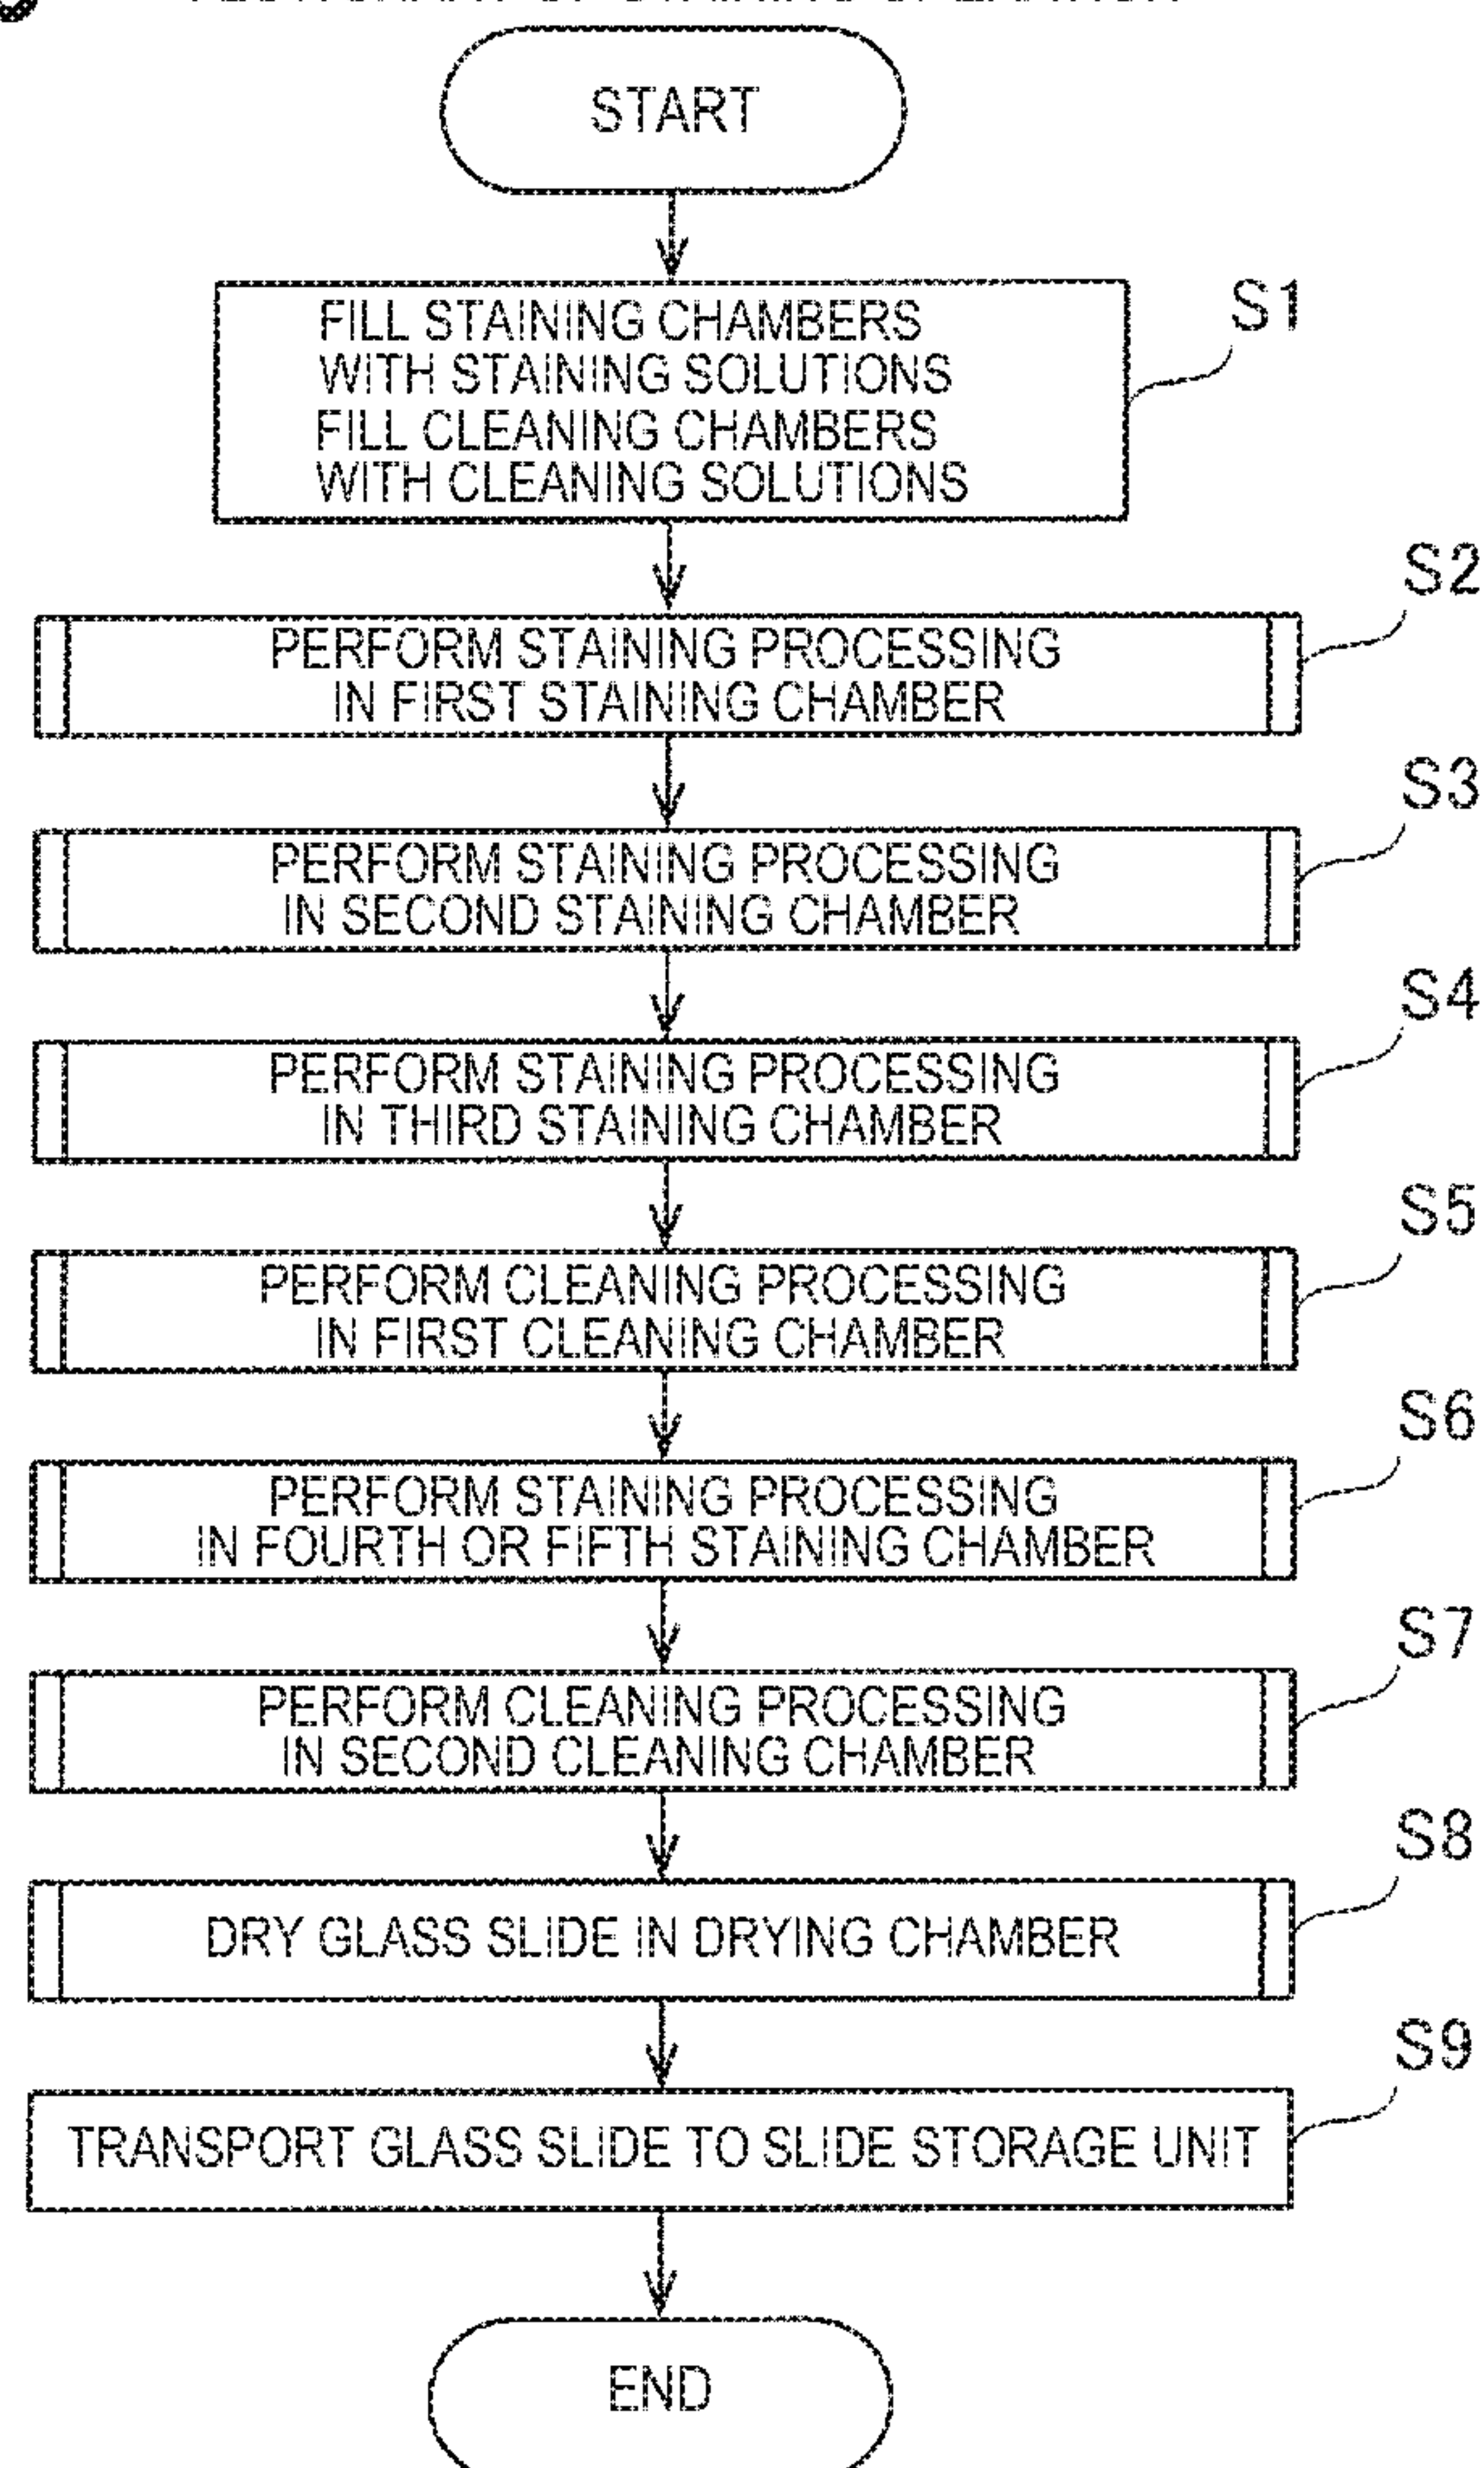 START
FILL STAINING CHAMBERS
WITH STAINING SOLUTIONS
FILL CLEANING CHAMBERS
WITH CLEANING SOLUTIONS
S1
PERFORM STAINING PROCESSING
IN FIRST STAINING CHAMBER
S2
PERFORM STAINING PROCESSING
IN SECOND STAINING CHAMBER
S3
PERFORM STAINING PROCESSING
IN THIRD STAINING CHAMBER
S4
PERFORM CLEANING PROCESSING
IN FIRST CLEANING CHAMBER
S5
PERFORM STAINING PROCESSING
IN FOURTH OR FIFTH STAINING CHAMBER
S6
PERFORM CLEANING PROCESSING
IN SECOND CLEANING CHAMBER
S7
DRY GLASS SLIDE IN DRYING CHAMBER
S8
TRANSPORT GLASS SLIDE TO SLIDE STORAGE UNIT
S9
END